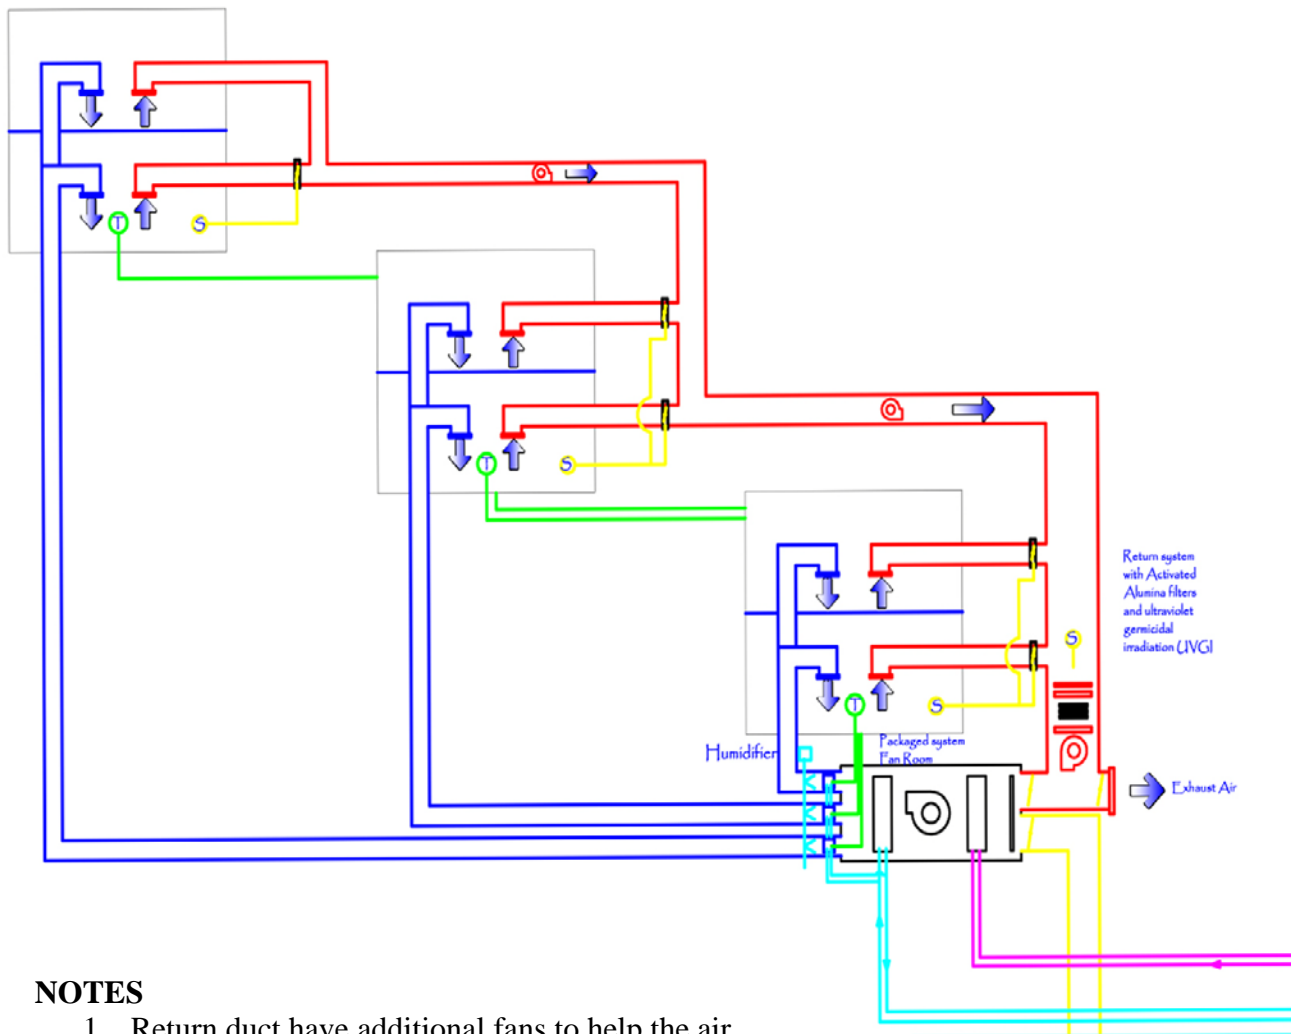 T
S
T
S
Return system
with Activated
Alumina filters
and ultraviolet
germicidal
irradiation UVGI
S
T
S
Humidifier
Packaged system
Fan Room
Exhaust Air
NOTES
1. Return duct have additional fans to help the air